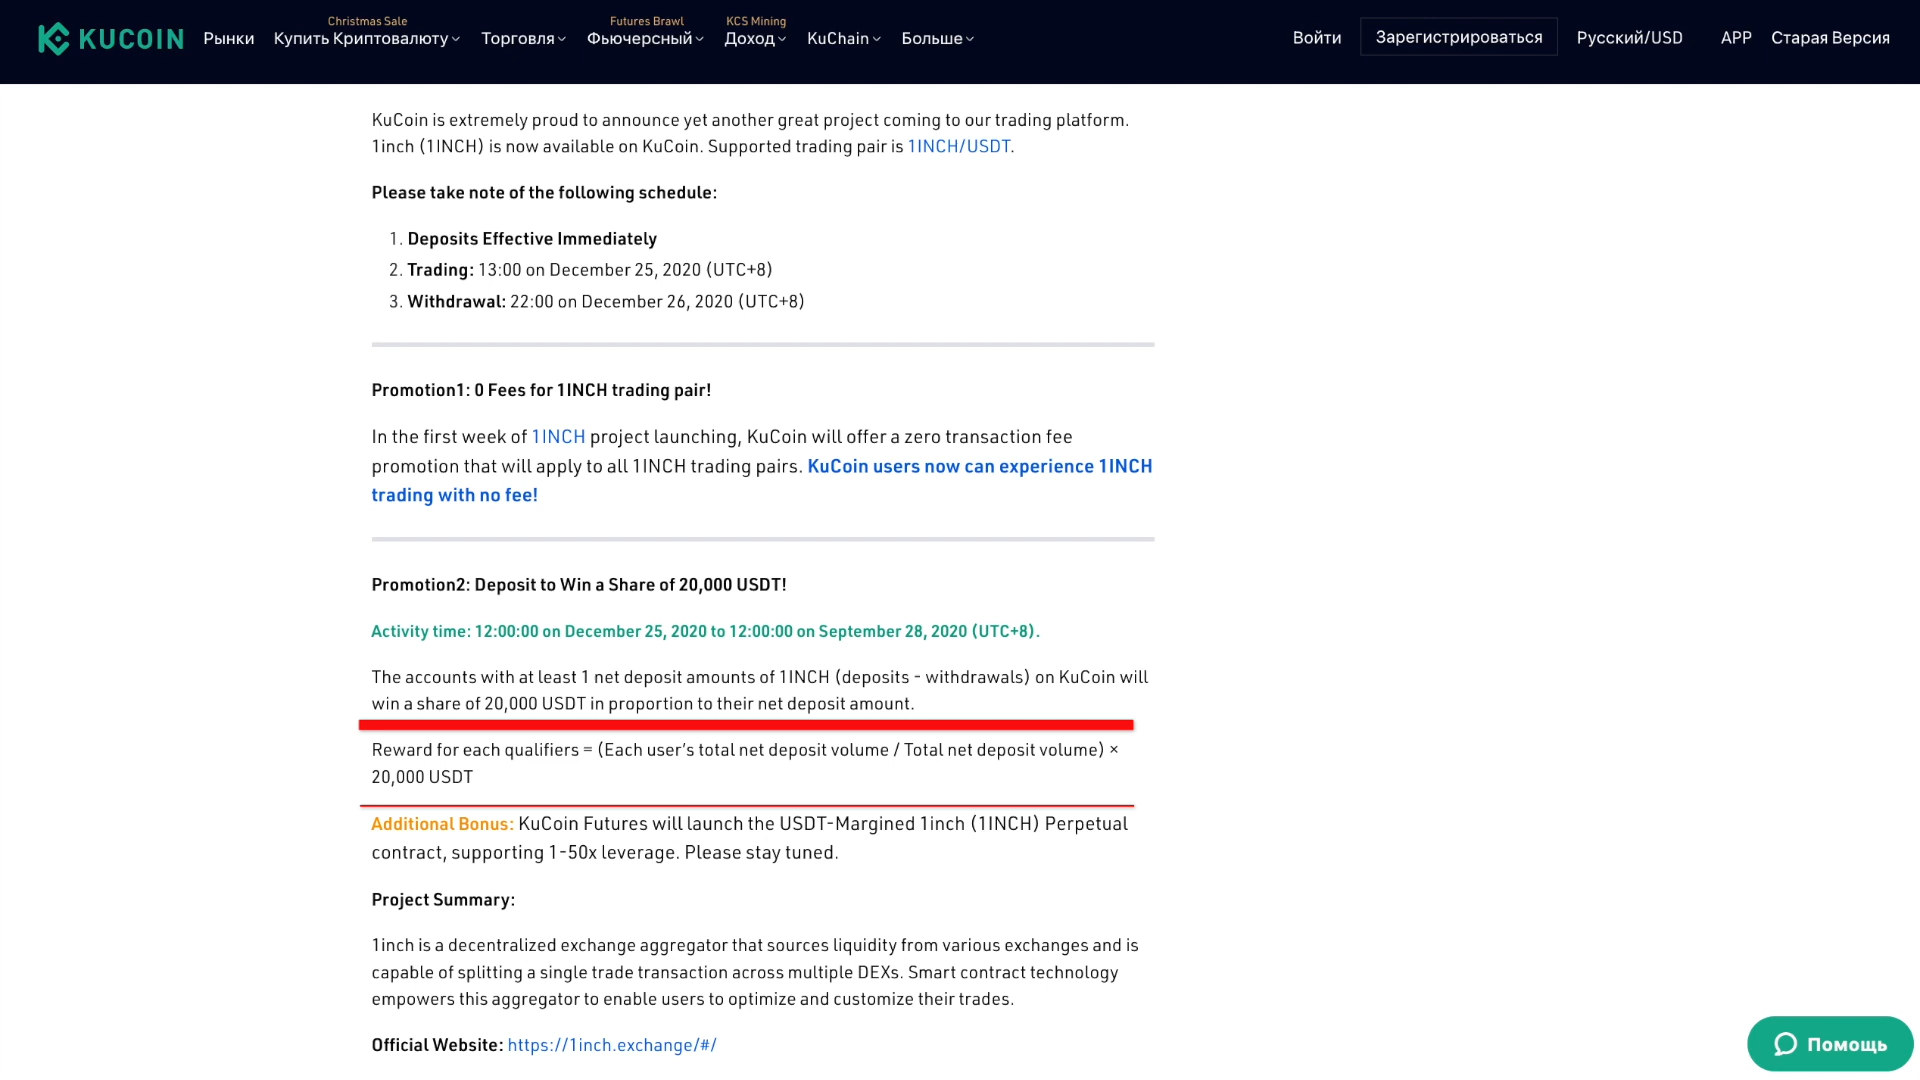 Christmas Sale Futures Brawl KCS Mining
KUCOIN Рынки Купить Криптовалюту Торговля Фьючерсный Доход KuChain Больше Войти Зарегистрироваться Русский/USD APP Старая Версия
KuCoin is extremely proud to announce yet another great project coming to our trading platform.
1inch (1INCH) is now available on KuCoin. Supported trading pair is 1INCH/USDT.
Please take note of the following schedule:
1. Deposits Effective Immediately
2. Trading: 13:00 on December 25, 2020 (UTC+8)
3. Withdrawal: 22:00 on December 26, 2020 (UTC+8)
Promotion1: 0 Fees for 1INCH trading pair!
In the first week of 1INCH project launching, KuCoin will offer a zero transaction fee
promotion that will apply to all 1INCH trading pairs. KuCoin users now can experience 1INCH
trading with no fee!
Promotion2: Deposit to Win a Share of 20,000 USDT!
Activity time: 12:00:00 on December 25, 2020 to 12:00:00 on September 28, 2020 (UTC+8).
The accounts with at least 1 net deposit amounts of 1INCH (deposits - withdrawals) on KuCoin will
win a share of 20,000 USDT in proportion to their net deposit amount.
Reward for each qualifiers = (Each user’s total net deposit volume / Total net deposit volume) ×
20,000 USDT
Additional Bonus: KuCoin Futures will launch the USDT-Margined 1inch (1INCH) Perpetual
contract, supporting 1-50x leverage. Please stay tuned.
Project Summary:
1inch is a decentralized exchange aggregator that sources liquidity from various exchanges and is
capable of splitting a single trade transaction across multiple DEXs. Smart contract technology
empowers this aggregator to enable users to optimize and customize their trades.
Official Website: https://1inch.exchange/#/
Помощь